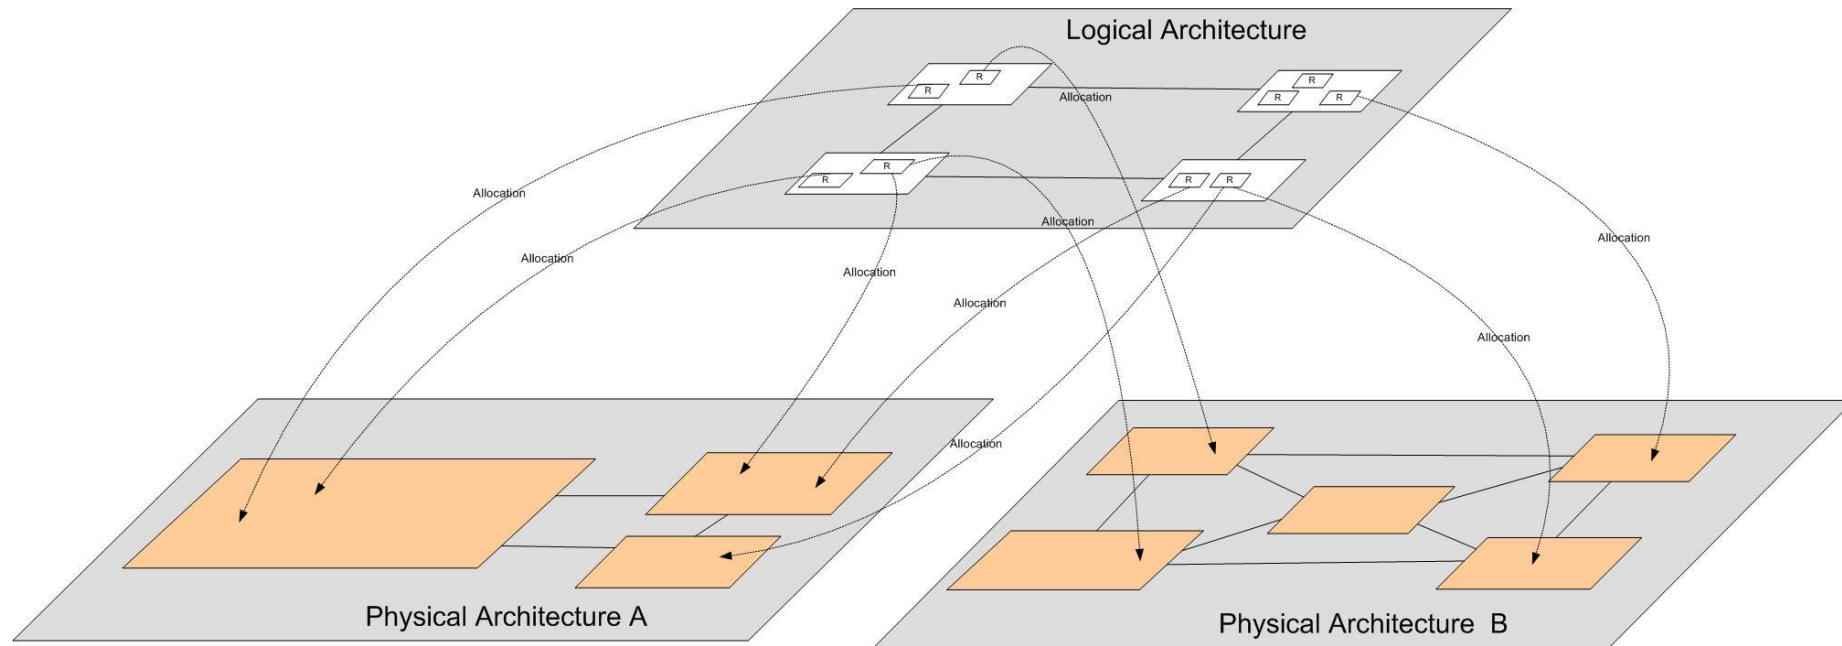 Logical Architecture
R
R
R
R
R
Allocation
R
R
R
R
Allocation
Allocation
Allocation
Allocation
Allocation
Allocation
Allocation
Allocation
Physical Architecture A
Physical Architecture B